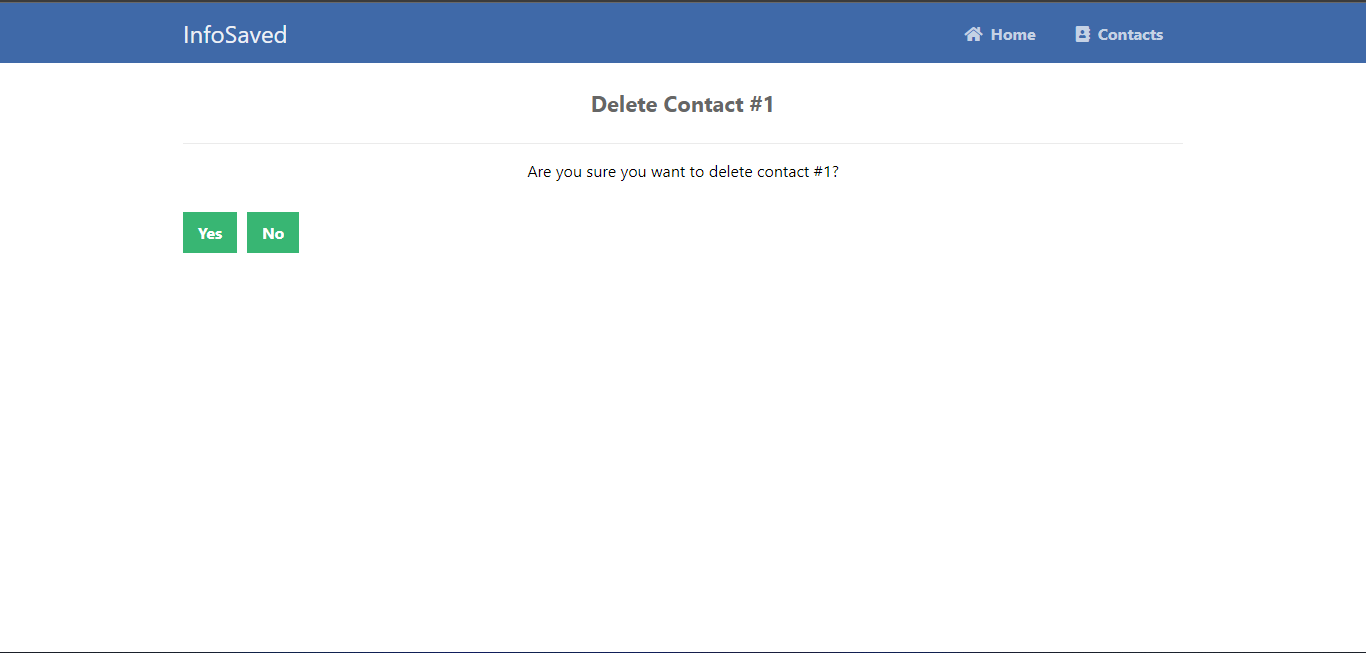 InfoSaved Home Contacts
Delete Contact #1
Are you sure you want to delete contact #1?
Yes No